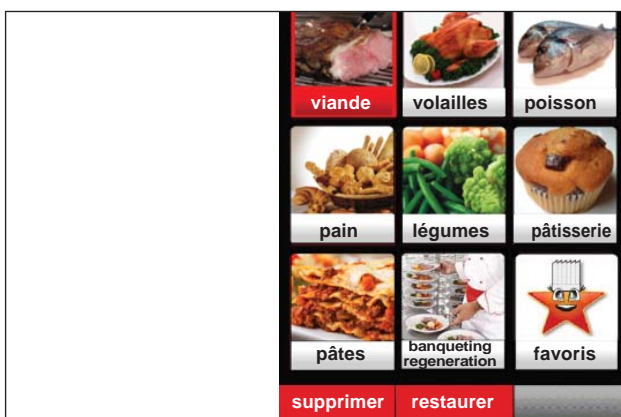 viande
volailles
poisson
pain
légumes
pâtisserie
pâtes
banqueting
regeneration
favoris
supprimer
restaurer